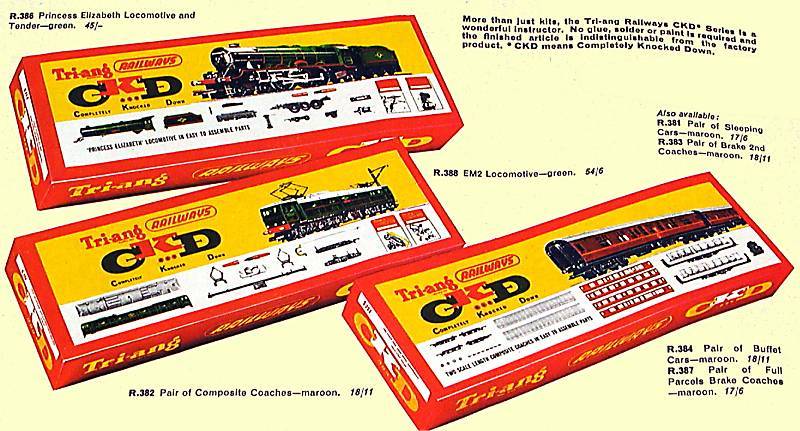 R.386 Princess Elizabeth Locomotive and
Tender—green. 45/-
More than just kits, the Tri-ang Railways CKD* Series is a
wonderful instructor. No glue, solder or paint is required and
the finished article is indistinguishable from the factory
product. * CKD means Completely Knocked Down.
Tri-ang RAILWAYS
CKD
COMPLETELY KNOCKED DOWN
'PRINCESS ELIZABETH' LOCOMOTIVE IN EASY TO ASSEMBLE PARTS
Tri-ang RAILWAYS CKD
Also available:
R.381 Pair of Sleeping
Cars—maroon. 17/6
R.383 Pair of Brake 2nd
Coaches—maroon. 18/11
R.388 EM2 Locomotive—green. 54/6
Tri-ang RAILWAYS
CKD
COMPLETELY KNOCKED DOWN
Tri-ang RAILWAYS CKD
Tri-ang RAILWAYS
CKD
COMPLETELY KNOCKED DOWN
TWO SCALE LENGTH COMPOSITE COACHES IN EASY TO ASSEMBLE PARTS
Tri-ang RAILWAYS CKD
R.382 Pair of Composite Coaches—maroon. 18/11
R.384 Pair of Buffet
Cars—maroon. 18/11
R.387 Pair of Full
Parcels Brake Coaches
—maroon. 17/6